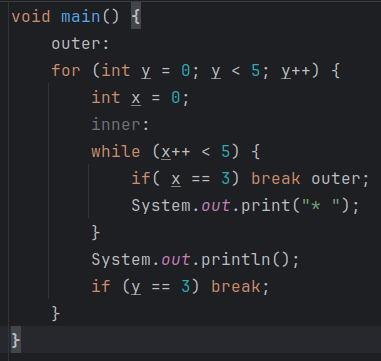 void main() {
    outer:
    for (int y = 0; y < 5; y++) {
        int x = 0;
        inner:
        while (x++ < 5) {
            if( x == 3) break outer;
            System.out.print("* ");
        }
        System.out.println();
        if (y == 3) break;
    }
}